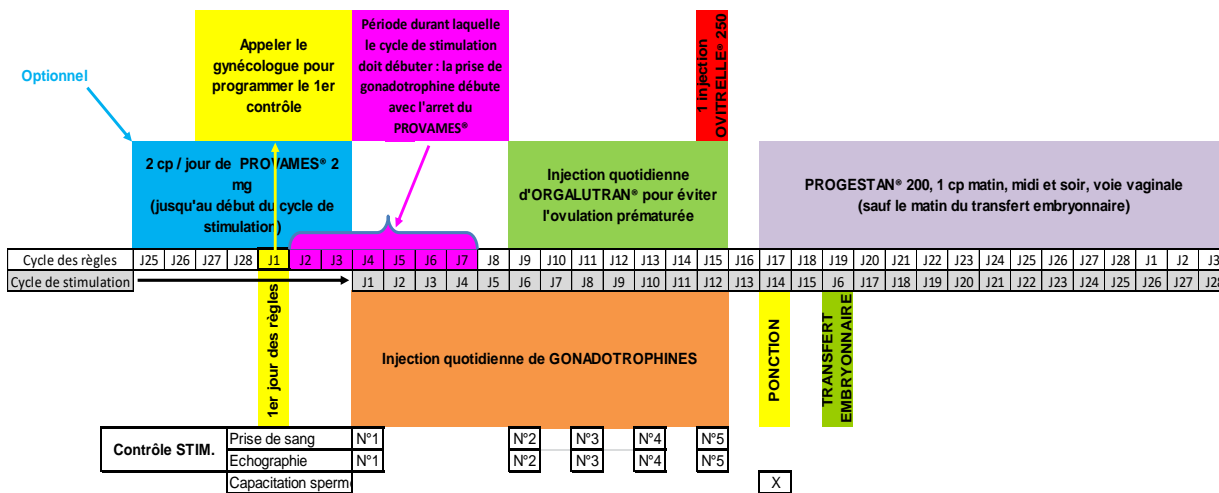 Optionnel
Appeler le
gynécologue pour
programmer le 1er
contrôle
Période durant laquelle
le cycle de stimulation
doit débuter : la prise de
gonadotrophine débute
avec l'arret du
PROVAMES®
1 injection
OVITRELLE® 250
2 cp / jour de PROVAMES® 2
mg
(jusqu'au début du cycle de
stimulation)
Injection quotidienne
d'ORGALUTRAN® pour éviter
l'ovulation prématurée
PROGESTAN® 200, 1 cp matin, midi et soir, voie vaginale
(sauf le matin du transfert embryonnaire)
Cycle des règles J25 J26 J27 J28 J1 J2 J3 J4 J5 J6 J7 J8 J9 J10 J11 J12 J13 J14 J15 J16 J17 J18 J19 J20 J21 J22 J23 J24 J25 J26 J27 J28 J1 J2 J3
Cycle de stimulation J1 J2 J3 J4 J5 J6 J7 J8 J9 J10 J11 J12 J13 J14 J15 J6 J17 J18 J19 J20 J21 J22 J23 J24 J25 J26 J27 J28
1er jour des règles
Injection quotidienne de GONADOTROPHINES
PONCTION
TRANSFERT
EMBRYONNAIRE
Contrôle STIM.
Prise de sang N°1 N°2 N°3 N°4 N°5
Echographie N°1 N°2 N°3 N°4 N°5
Capacitation sperm X